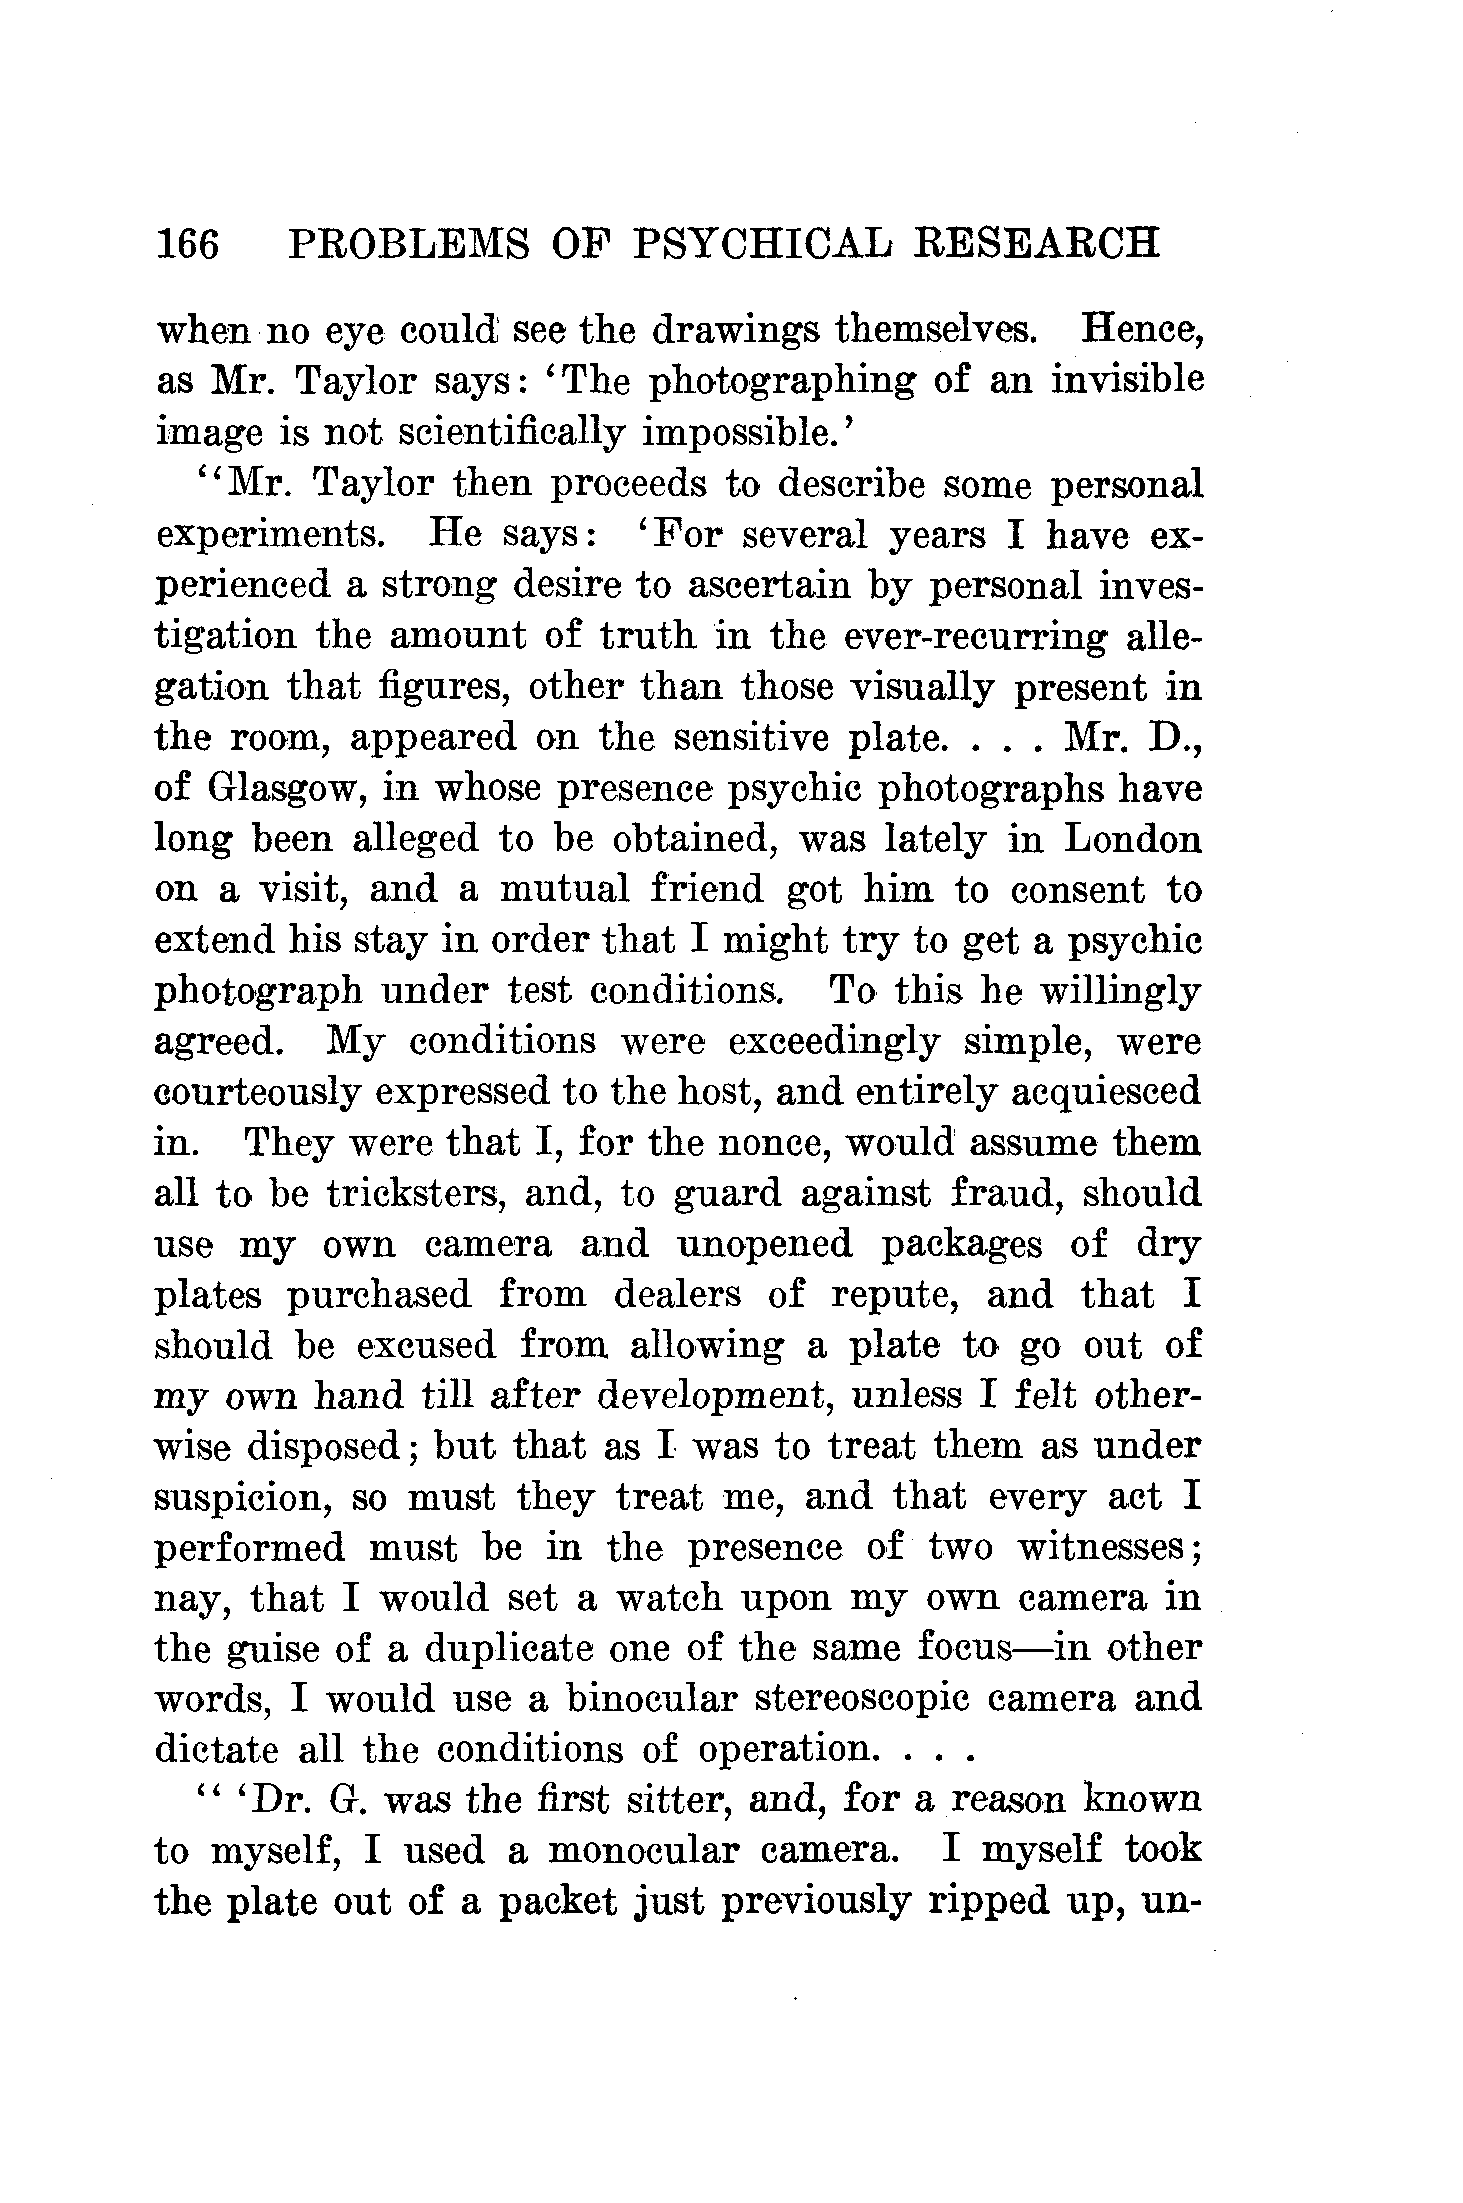 166 PROBLEMS OF PSYCHICAL RESEARCH
when no eye could see the drawings themselves. Hence,
as Mr. Taylor says: ‘The photographing of an invisible
image is not scientifically impossible.’
“Mr. Taylor then proceeds to describe some personal
experiments. He says: ‘For several years I have ex-
perienced a strong desire to ascertain by personal inves-
tigation the amount of truth in the ever-recurring alle-
gation that figures, other than those visually present in
the room, appeared on the sensitive plate. . . . Mr. D.,
of Glasgow, in whose presence psychic photographs have
long been alleged to be obtained, was lately in London
on a visit, and a mutual friend got him to consent to
extend his stay in order that I might try to get a psychic
photograph under test conditions. To this he willingly
agreed. My conditions were exceedingly simple, were
courteously expressed to the host, and entirely acquiesced
in. They were that I, for the nonce, would assume them
all to be tricksters, and, to guard against fraud, should
use my own camera and unopened packages of dry
plates purchased from dealers of repute, and that I
should be excused from allowing a plate to go out of
my own hand till after development, unless I felt other-
wise disposed; but that as I was to treat them as under
suspicion, so must they treat me, and that every act I
performed must be in the presence of two witnesses;
nay, that I would set a watch upon my own camera in
the guise of a duplicate one of the same focus—in other
words, I would use a binocular stereoscopic camera and
dictate all the conditions of operation. . . .
“ ‘Dr. G. was the first sitter, and, for a reason known
to myself, I used a monocular camera. I myself took
the plate out of a packet just previously ripped up, un-